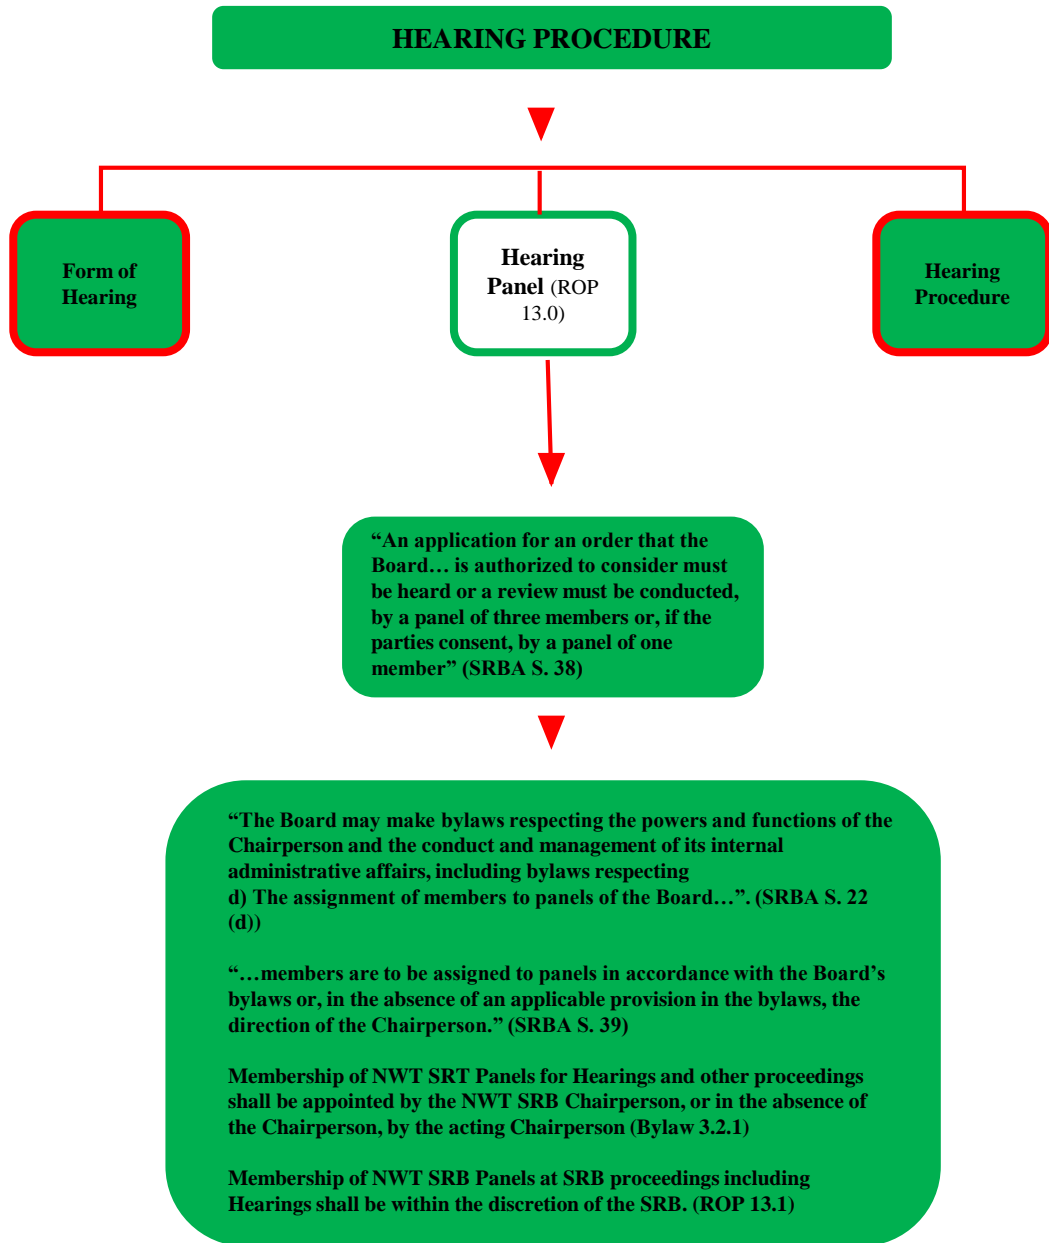 HEARING PROCEDURE
Form of
Hearing
Hearing
Panel (ROP
13.0)
Hearing
Procedure
“An application for an order that the
Board… is authorized to consider must
be heard or a review must be conducted,
by a panel of three members or, if the
parties consent, by a panel of one
member” (SRBA S. 38)
“The Board may make bylaws respecting the powers and functions of the
Chairperson and the conduct and management of its internal
administrative affairs, including bylaws respecting
d) The assignment of members to panels of the Board…”. (SRBA S. 22
(d))
“…members are to be assigned to panels in accordance with the Board’s
bylaws or, in the absence of an applicable provision in the bylaws, the
direction of the Chairperson.” (SRBA S. 39)
Membership of NWT SRT Panels for Hearings and other proceedings
shall be appointed by the NWT SRB Chairperson, or in the absence of
the Chairperson, by the acting Chairperson (Bylaw 3.2.1)
Membership of NWT SRB Panels at SRB proceedings including
Hearings shall be within the discretion of the SRB. (ROP 13.1)